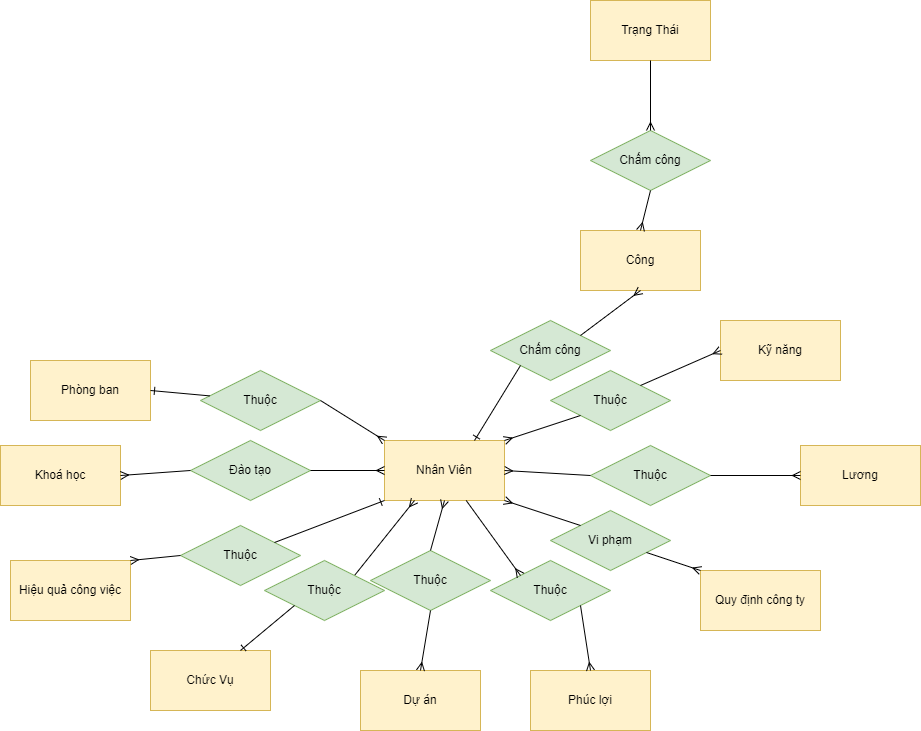 Trạng Thái
Chấm công
Công
Chấm công
Kỹ năng
Phòng ban
Thuộc
Thuộc
Khoá học
Đảo tạo
Nhân Viên
Thuộc
Lương
Thuộc
Vi phạm
Hiệu quả công việc
Thuộc
Thuộc
Thuộc
Quy định công ty
Chức Vụ
Dự án
Phúc lợi